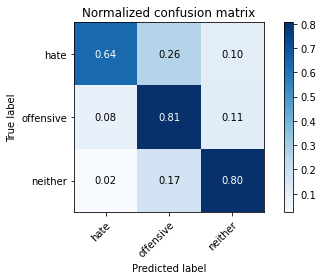 Normalized confusion matrix
True label
hate
0.64 0.26 0.10
offensive
0.08 0.81 0.11
neither
0.02 0.17 0.80
hate offensive neither
Predicted label
0.8
0.7
0.6
0.5
0.4
0.3
0.2
0.1